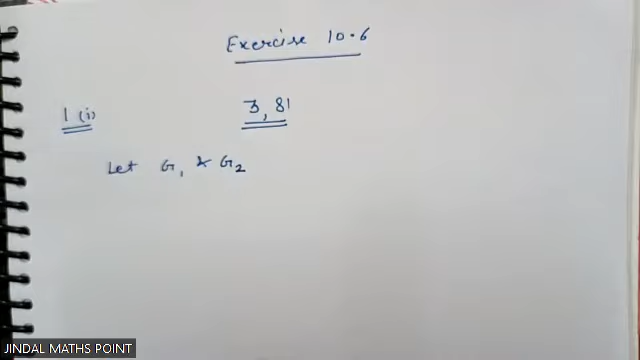 Exercise 10.6
1 (i) 3, 81
Let G₁ & G₂
JINDAL MATHS POINT